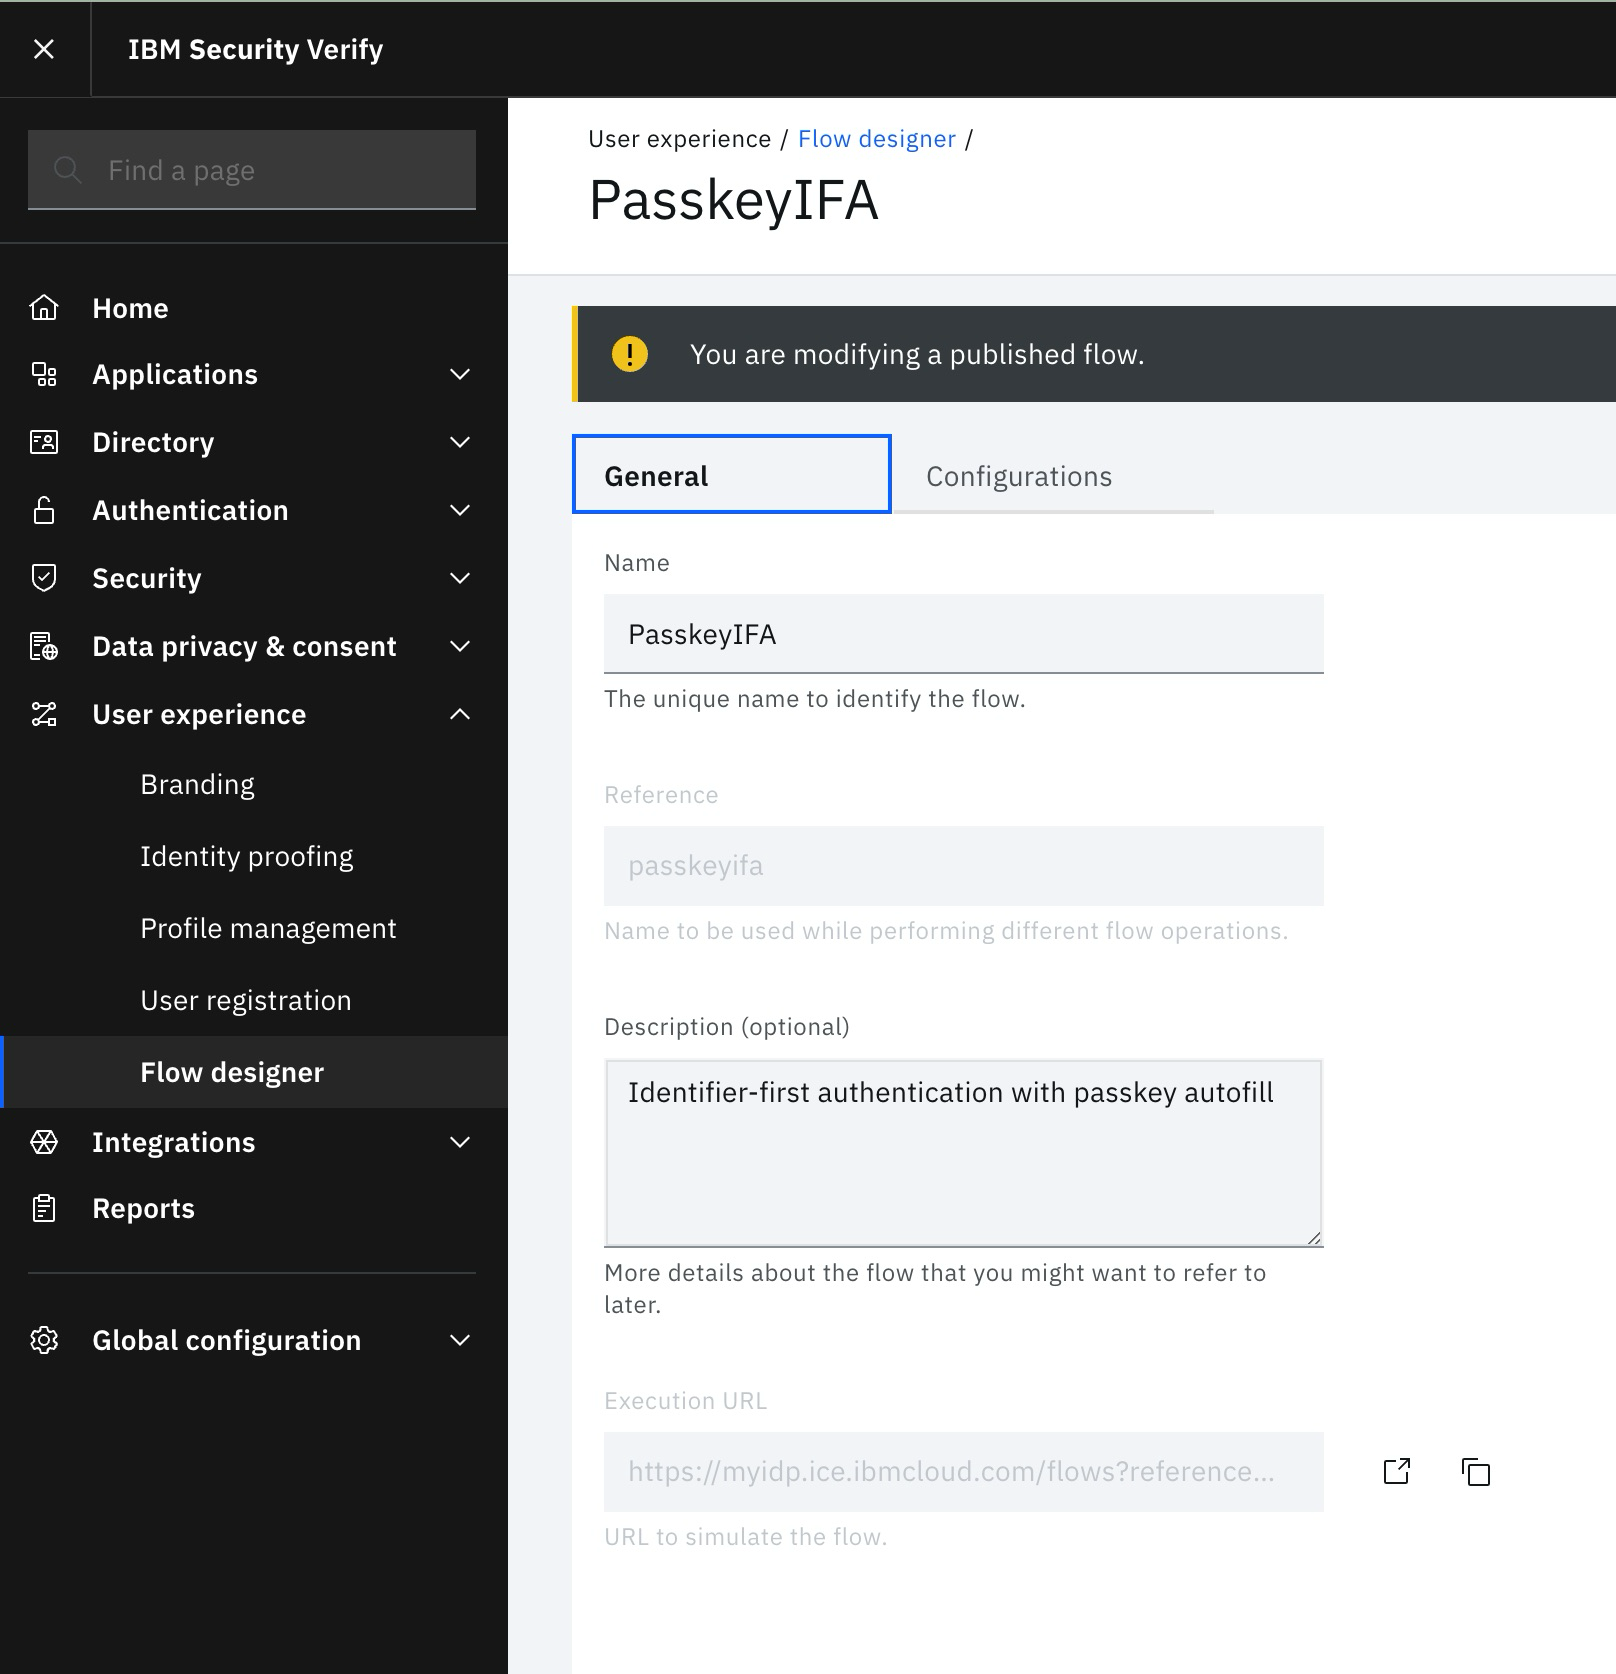 IBM Security Verify
Find a page
Home
Applications
Directory
Authentication
Security
Data privacy & consent
User experience
Branding
Identity proofing
Profile management
User registration
Flow designer
Integrations
Reports
Global configuration
User experience / Flow designer /
PasskeyIFA
You are modifying a published flow.
General
Configurations
Name
PasskeyIFA
The unique name to identify the flow.
Reference
passkeyifa
Name to be used while performing different flow operations.
Description (optional)
Identifier-first authentication with passkey autofill
More details about the flow that you might want to refer to
later.
Execution URL
https://myidp.ice.ibmcloud.com/flows?reference...
URL to simulate the flow.